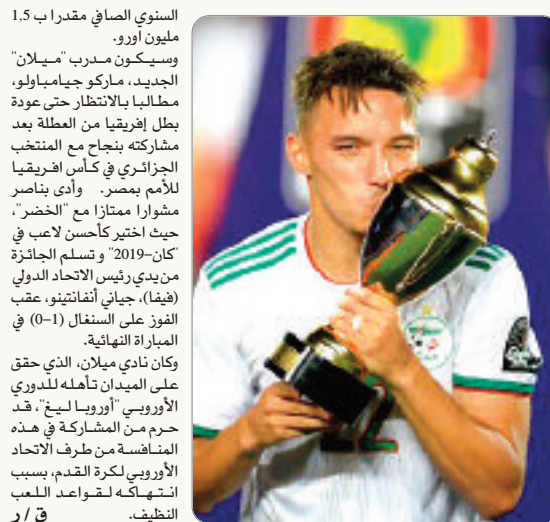 السنوي الصافي مقدرا ب 1,5
مليون اورو.
وسيكون مدرب "ميلان"
الجديد، ماركو جيامباولو،
مطالبا بالانتظار حتى عودة
بطل إفريقيا من العطلة بعد
مشاركته بنجاح مع المنتخب
الجزائري في كأس افريقيا
للأمم بمصر. وأدى بناصر
مشوارا ممتازا مع "الخضر"،
حيث اختير كأحسن لاعب في
"كان-2019" و تسلم الجائزة
من يدي رئيس الاتحاد الدولي
(فيفا)، جياني أنفانتينو، عقب
الفوز على السنغال (1-0) في
المباراة النهائية.
وكان نادي ميلان، الذي حقق
على الميدان تأهله للدوري
الأوروبي "أوروبا ليغ"، قد
حرم من المشاركة في هذه
المنافسة من طرف الاتحاد
الأوروبي لكرة القدم، بسبب
انتهاكه لقواعد اللعب
النظيف.
ق / ر
22